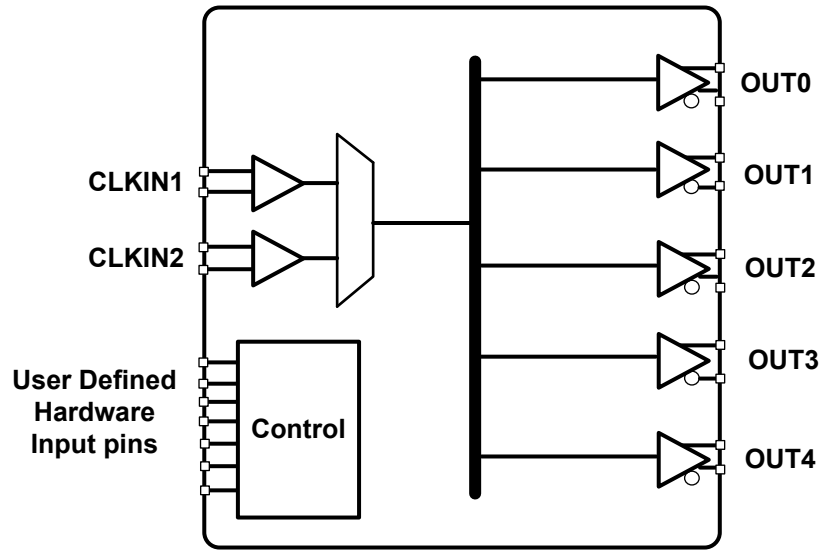 OUT0
CLKIN1
OUT1
CLKIN2
OUT2
User Defined
Hardware
Input pins
Control
OUT3
OUT4